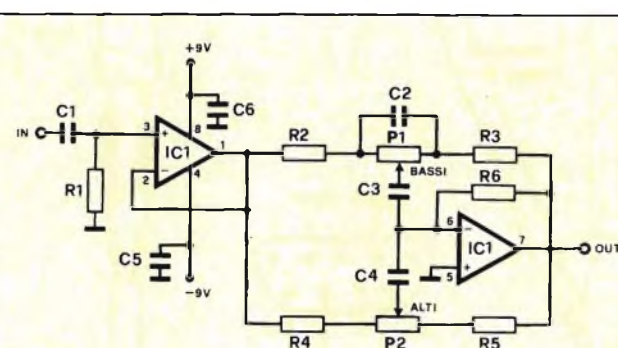 +9V
C6
C1
IN
3
+
8
IC1
1
2
−
4
R1
C5
−9V
C2
R2
P1
R3
BASSI
C3
R6
6
−
IC1
7
5
+
OUT
C4
ALTI
R4
P2
R5